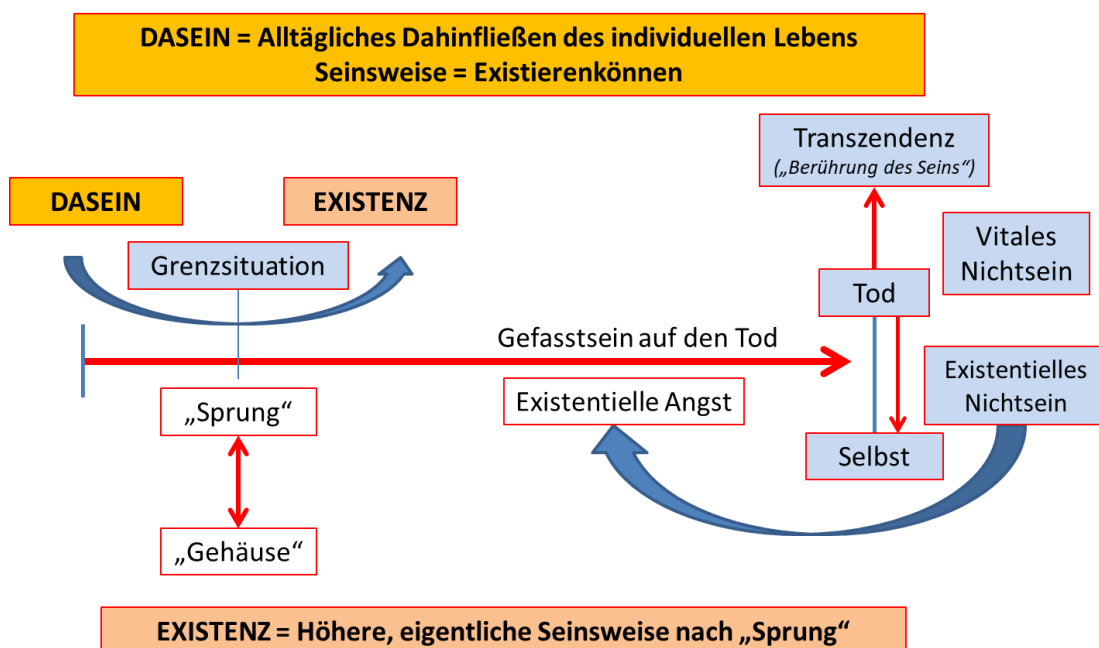 DASEIN = Alltägliches Dahinfließen des individuellen Lebens
Seinsweise = Existierenkönnen
Transzendenz
(„Berührung des Seins“)
DASEIN
EXISTENZ
Grenzsituation
Vitales
Nichtsein
Tod
Gefasstsein auf den Tod
Existentielle Angst
Existentielles
Nichtsein
„Sprung“
Selbst
„Gehäuse“
EXISTENZ = Höhere, eigentliche Seinsweise nach „Sprung“